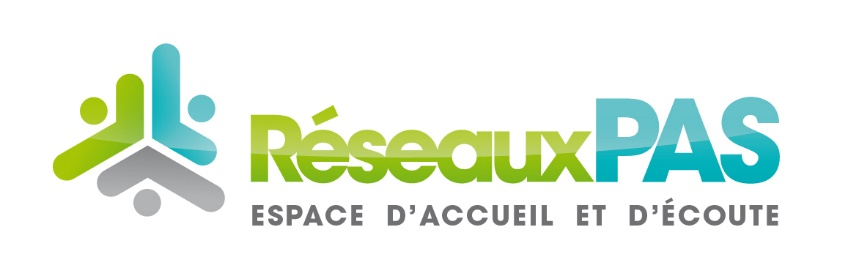 RéseauxPAS
ESPACE D'ACCUEIL ET D'ÉCOUTE